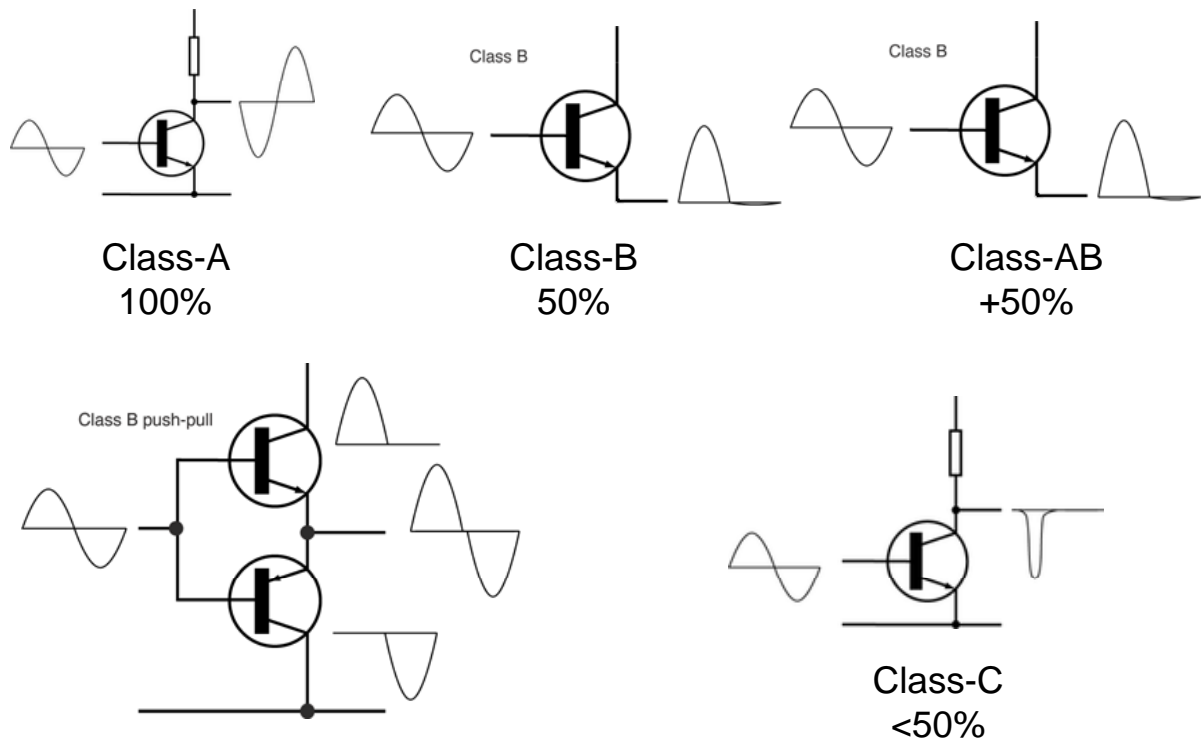 Class B
Class B
Class-A
100%
Class-B
50%
Class-AB
+50%
Class B push-pull
Class-C
<50%